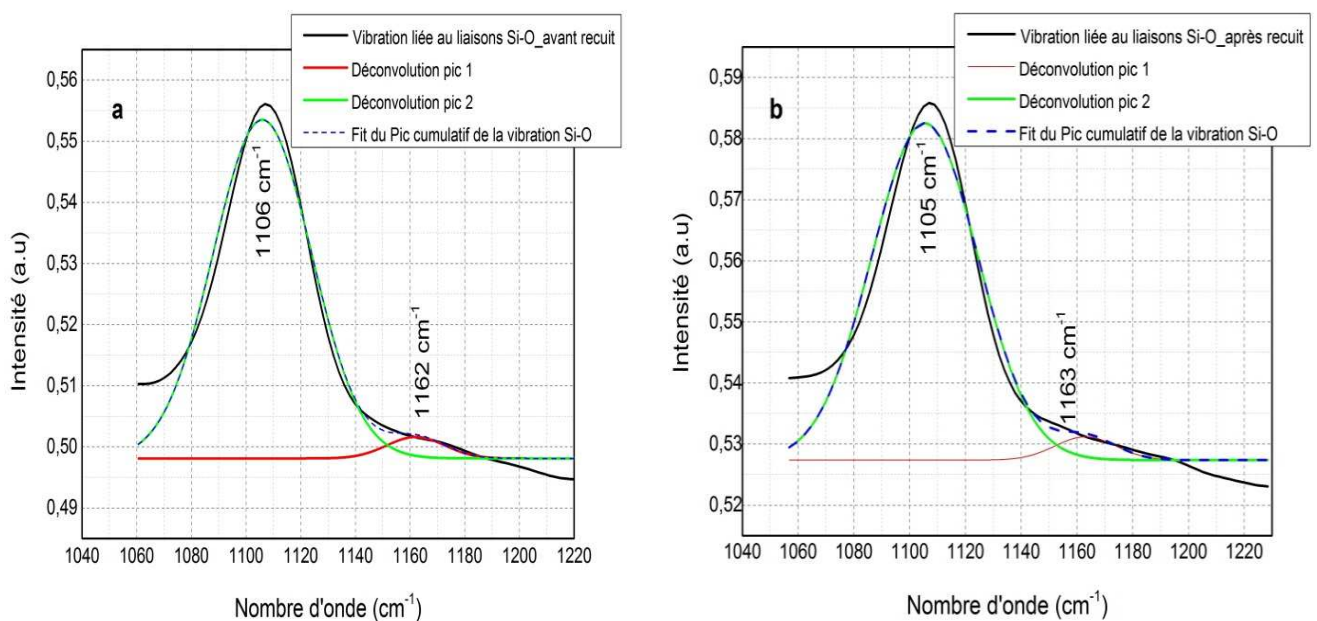 Vibration liée au liaisons Si-O_avant recuit
Déconvolution pic 1
Déconvolution pic 2
Fit du Pic cumulatif de la vibration Si-O
a
1106 cm⁻¹
1162 cm⁻¹
Intensité (a.u)
0,56
0,55
0,54
0,53
0,52
0,51
0,50
0,49
1040 1060 1080 1100 1120 1140 1160 1180 1200 1220
Nombre d'onde (cm⁻¹)
Vibration liée au liaisons Si-O_après recuit
Déconvolution pic 1
Déconvolution pic 2
Fit du Pic cumulatif de la vibration Si-O
b
1105 cm⁻¹
1163 cm⁻¹
Intensité (a.u)
0,59
0,58
0,57
0,56
0,55
0,54
0,53
0,52
1040 1060 1080 1100 1120 1140 1160 1180 1200 1220
Nombre d'onde (cm⁻¹)